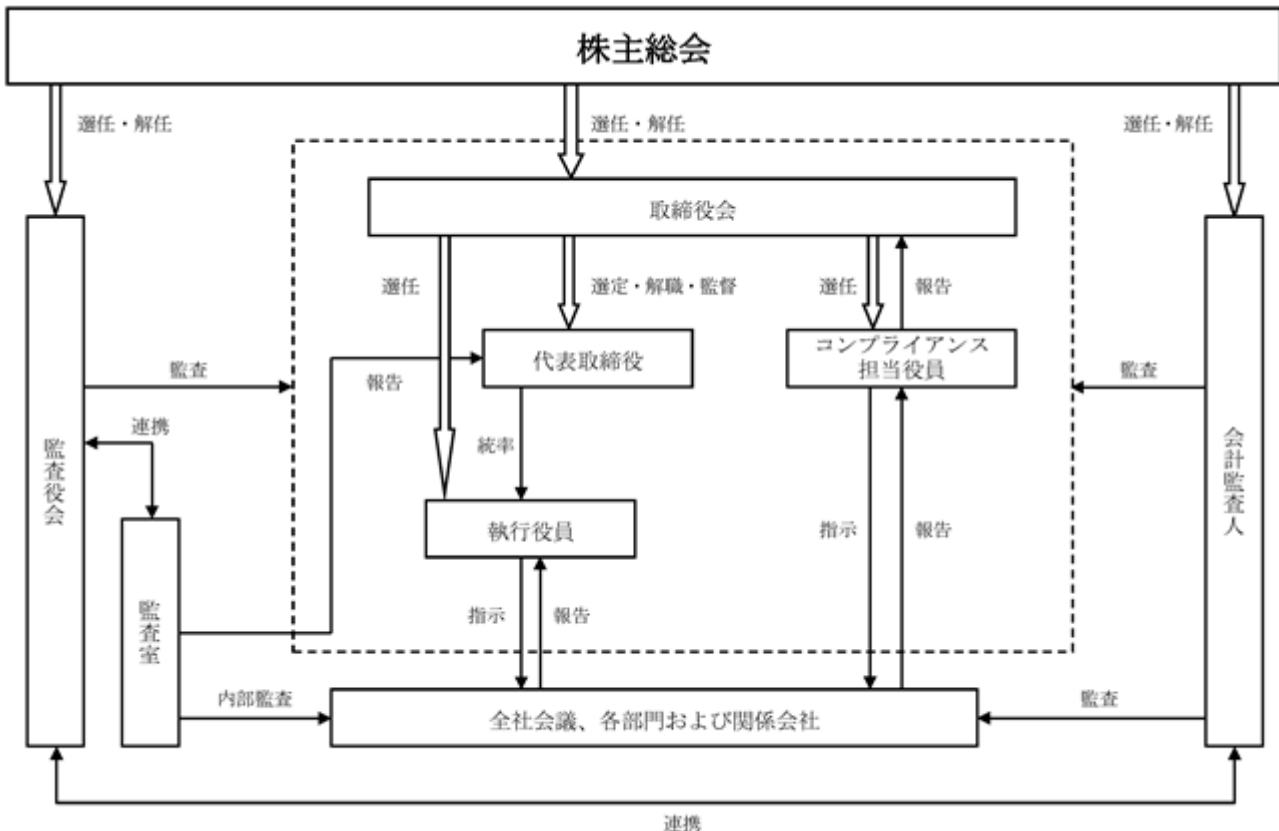 株主総会
選任・解任
選任・解任
選任・解任
取締役会
選任
選定・解職・監督
選任
報告
代表取締役
コンプライアンス
担当役員
報告
監査
監査
連携
統率
監査役会
会計監査人
執行役員
指示
報告
監査室
指示
報告
内部監査
監査
全社会議、各部門および関係会社
連携